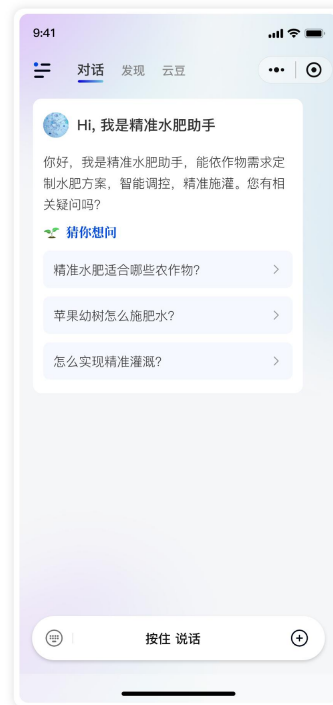 9:41
对话 发现 云豆
Hi, 我是精准水肥助手
你好，我是精准水肥助手，能依作物需求定
制水肥方案，智能调控，精准施灌。您有相
关疑问吗?
猜你想问
精准水肥适合哪些农作物?
苹果幼树怎么施肥水?
怎么实现精准灌溉?
按住 说话